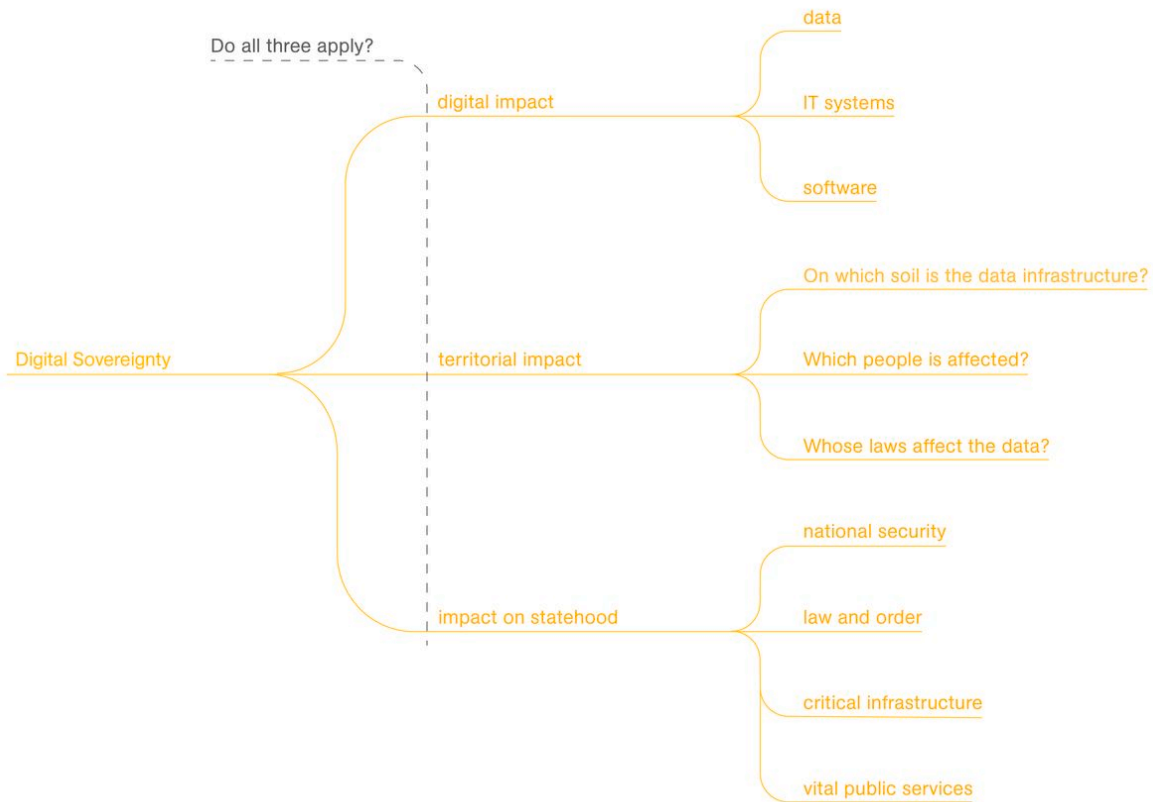 Do all three apply?
Digital Sovereignty
digital impact
data
IT systems
software
territorial impact
On which soil is the data infrastructure?
Which people is affected?
Whose laws affect the data?
impact on statehood
national security
law and order
critical infrastructure
vital public services